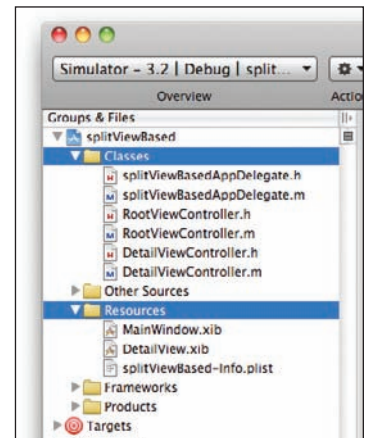 Simulator – 3.2 | Debug | split...
Overview
Actio
Groups & Files
splitViewBased
Classes
splitViewBasedAppDelegate.h
splitViewBasedAppDelegate.m
RootViewController.h
RootViewController.m
DetailViewController.h
DetailViewController.m
Other Sources
Resources
MainWindow.xib
DetailView.xib
splitViewBased-Info.plist
Frameworks
Products
Targets